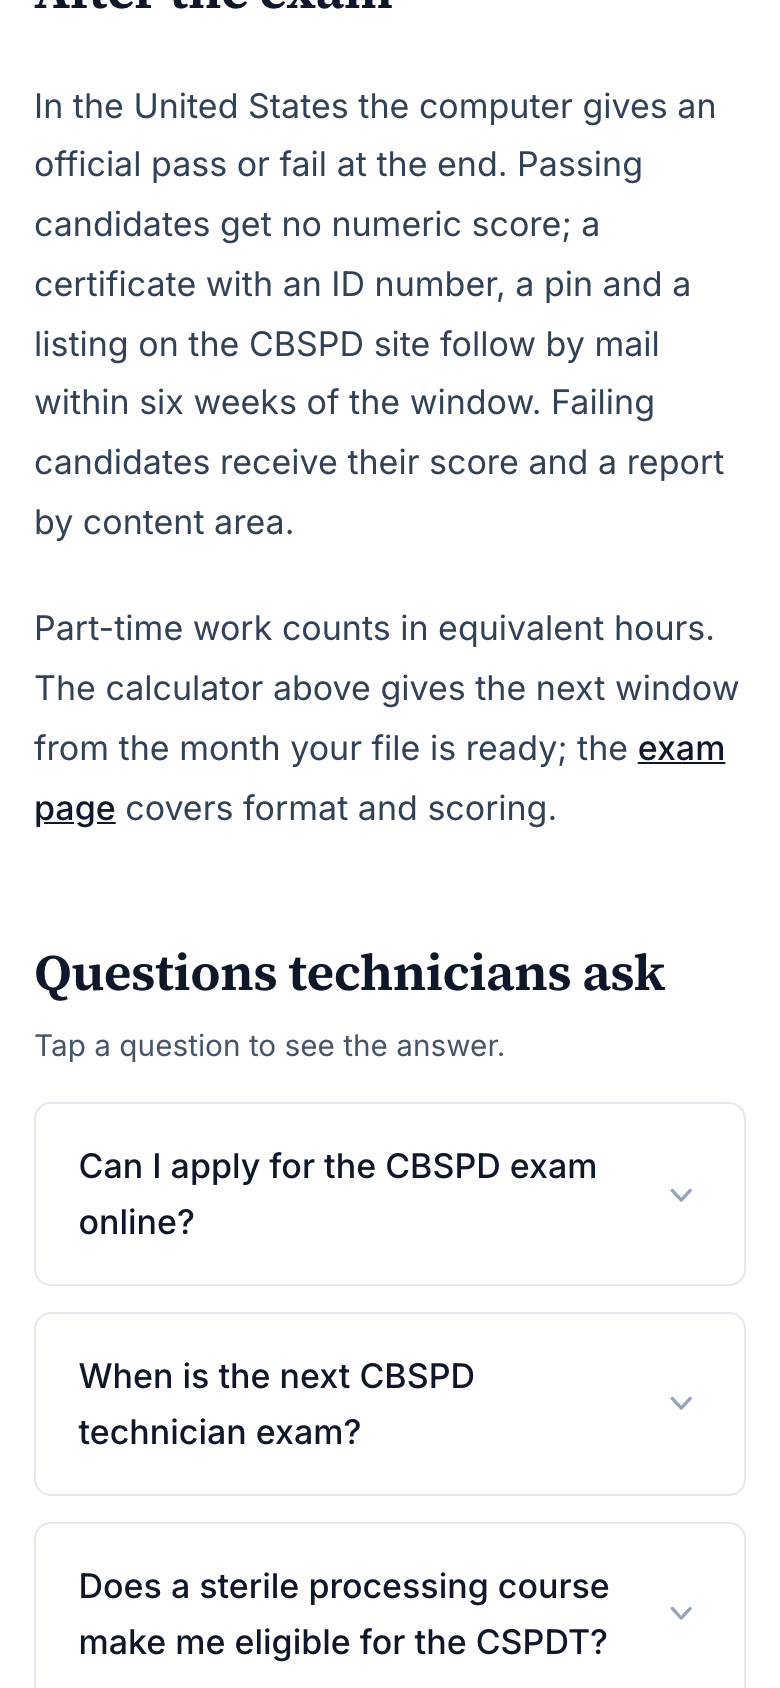 After the exam
In the United States the computer gives an
official pass or fail at the end. Passing
candidates get no numeric score; a
certificate with an ID number, a pin and a
listing on the CBSPD site follow by mail
within six weeks of the window. Failing
candidates receive their score and a report
by content area.
Part-time work counts in equivalent hours.
The calculator above gives the next window
from the month your file is ready; the exam
page covers format and scoring.
Questions technicians ask
Tap a question to see the answer.
Can I apply for the CBSPD exam
online?
When is the next CBSPD
technician exam?
Does a sterile processing course
make me eligible for the CSPDT?